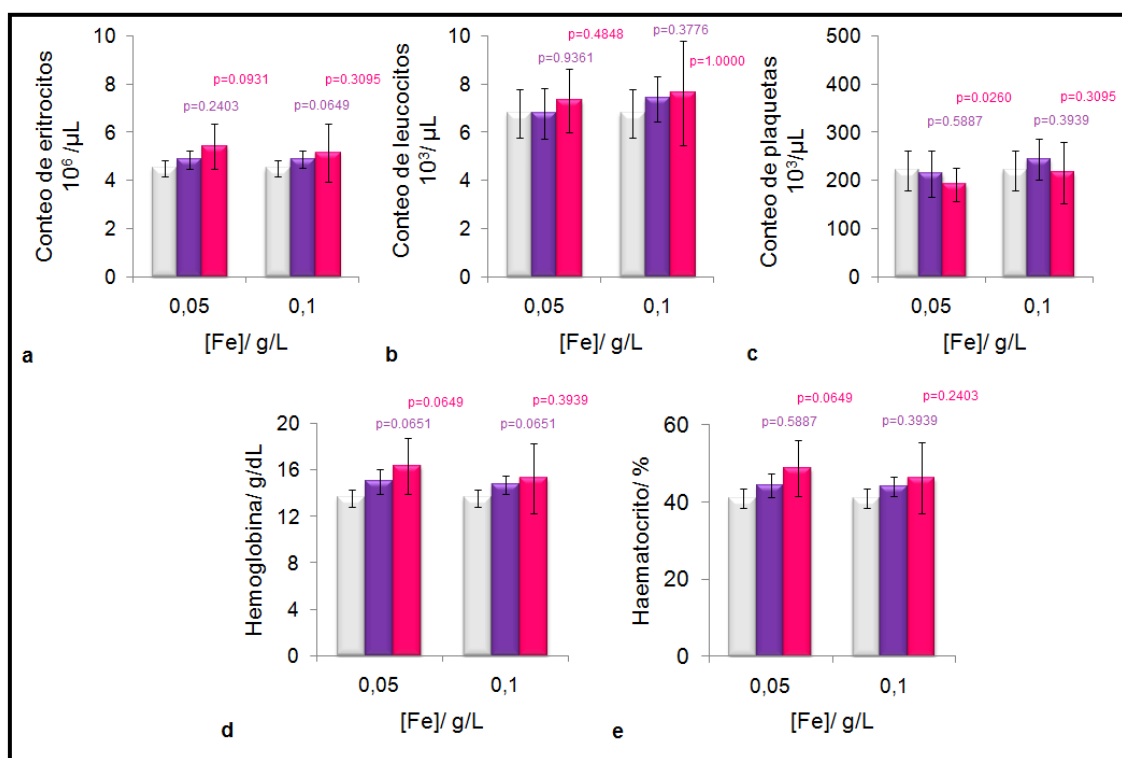 Conteo de eritrocitos
10⁶ /µL
10
8
6
4
2
0
p=0.0931
p=0.3095
p=0.2403
p=0.0649
0,05
0,1
[Fe]/ g/L
a
Conteo de leucocitos
10³/ µL
10
8
6
4
2
0
p=0.4848
p=0.3776
p=0.9361
p=1.0000
0,05
0,1
[Fe]/ g/L
b
Conteo de plaquetas
10³/µL
500
400
300
200
100
0
p=0.0260
p=0.3095
p=0.5887
p=0.3939
0,05
0,1
[Fe]/ g/L
c
Hemoglobina/ g/dL
20
16
12
8
4
0
p=0.0649
p=0.3939
p=0.0651
p=0.0651
0,05
0,1
[Fe]/ g/L
d
Haematocrito/ %
60
40
20
0
p=0.0649
p=0.2403
p=0.5887
p=0.3939
0,05
0,1
[Fe]/ g/L
e